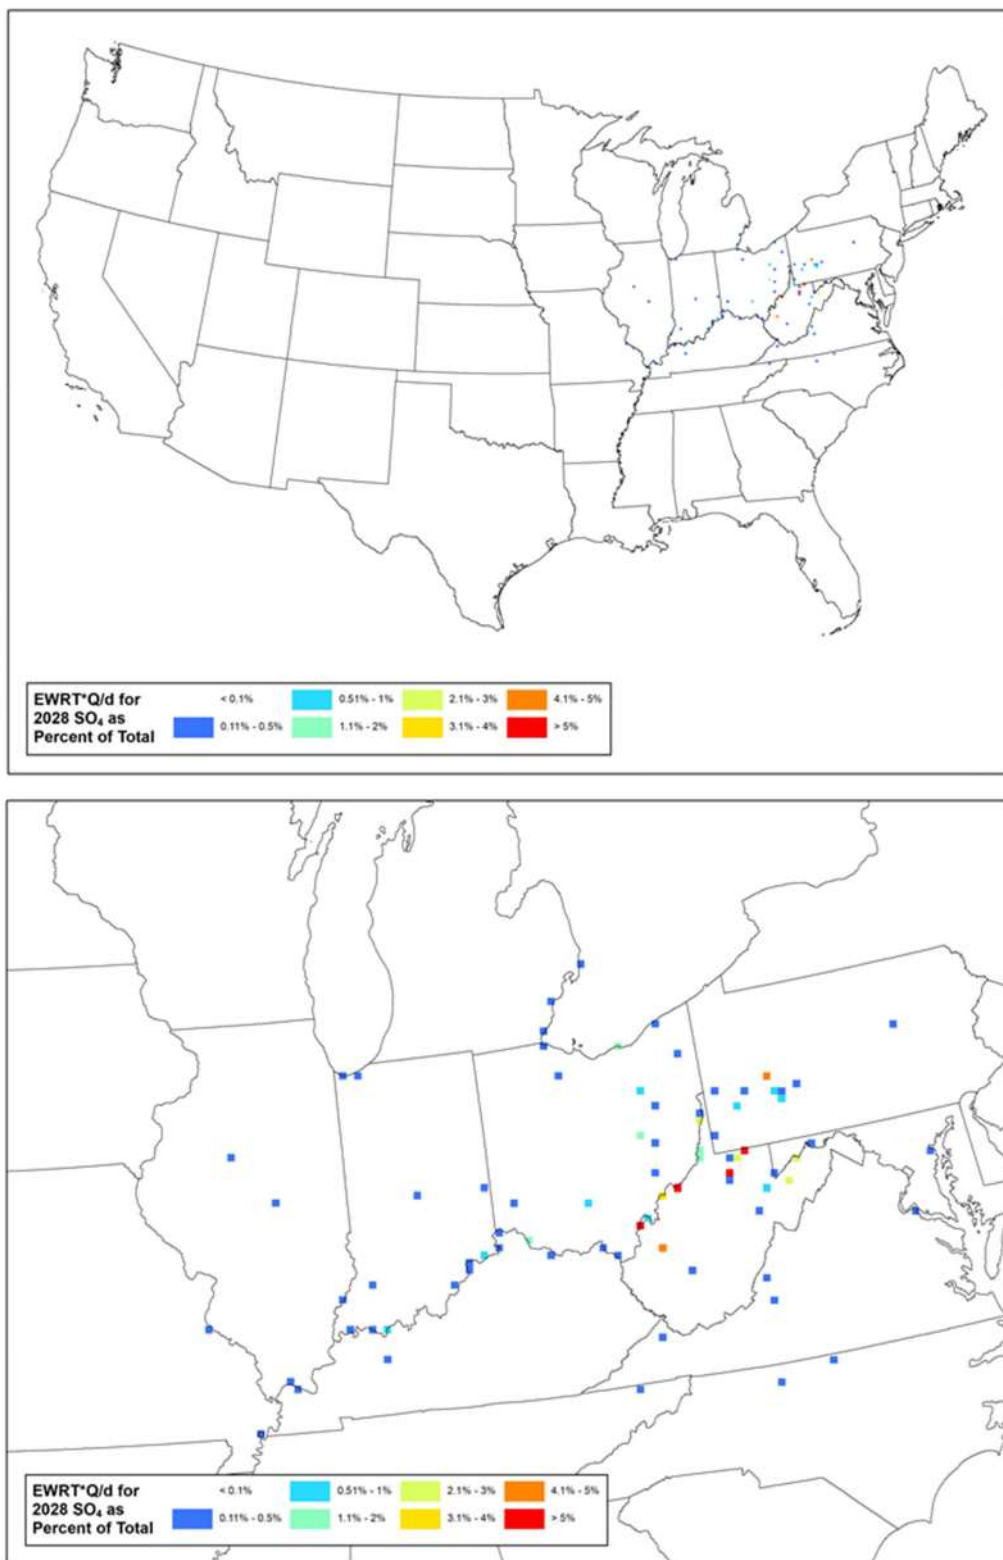 EWRT*Q/d for
2028 SO₄ as
Percent of Total
< 0.1% 0.51% - 1% 2.1% - 3% 4.1% - 5%
0.11% - 0.5% 1.1% - 2% 3.1% - 4% > 5%
EWRT*Q/d for
2028 SO₄ as
Percent of Total
< 0.1% 0.51% - 1% 2.1% - 3% 4.1% - 5%
0.11% - 0.5% 1.1% - 2% 3.1% - 4% > 5%